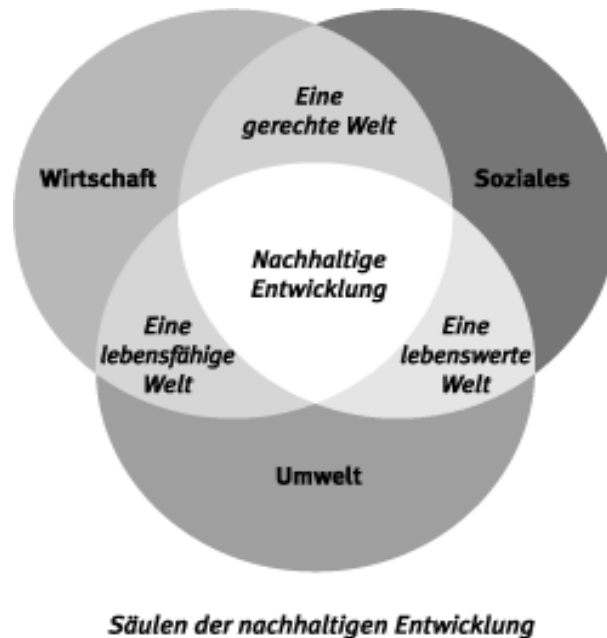 Eine
gerechte Welt
Wirtschaft
Soziales
Nachhaltige
Entwicklung
Eine
lebensfähige
Welt
Eine
lebenswerte
Welt
Umwelt
Säulen der nachhaltigen Entwicklung